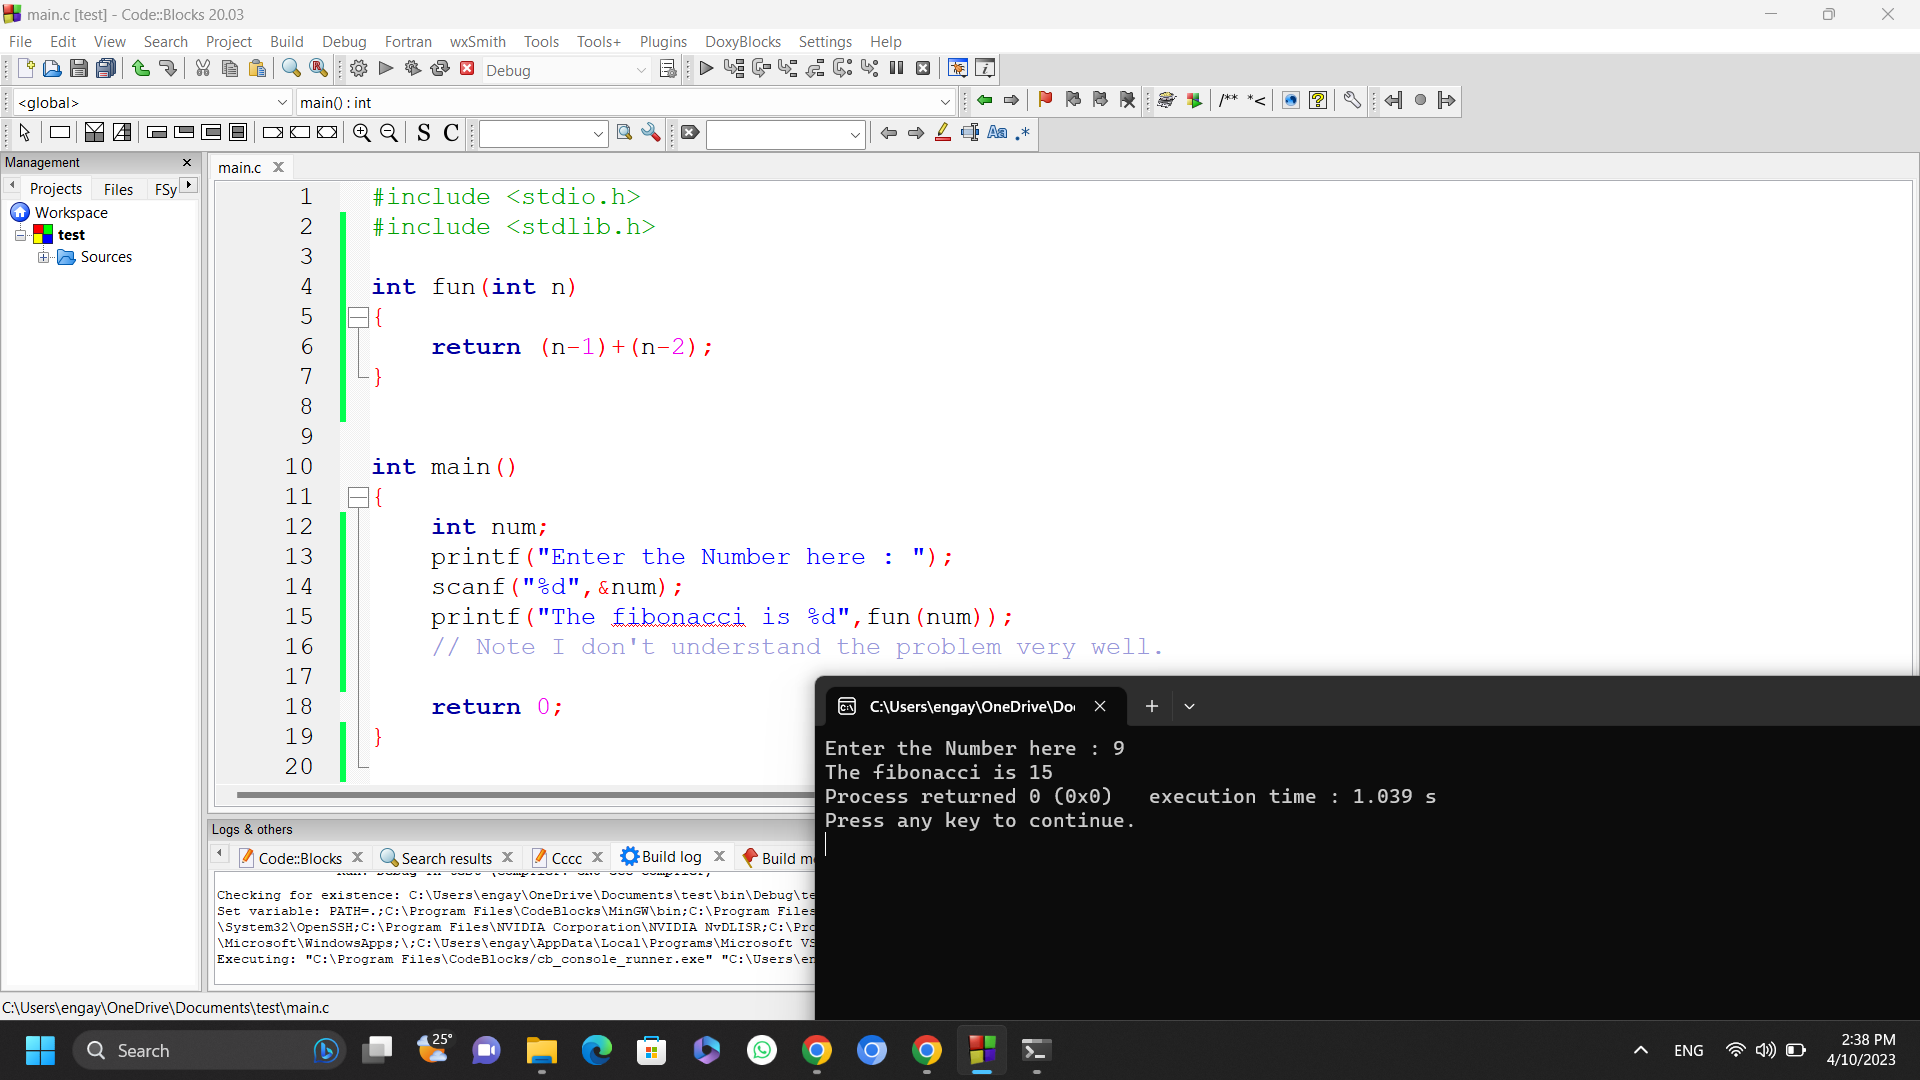 main.c [test] - Code::Blocks 20.03
File Edit View Search Project Build Debug Fortran wxSmith Tools Tools+ Plugins DoxyBlocks Settings Help
Debug
<global> main() : int /** *<
S C Aa .*
Management
Projects Files FSy
Workspace
test
Sources
main.c
1 #include <stdio.h>
2 #include <stdlib.h>
3
4 int fun(int n)
5 {
6 return (n-1)+(n-2);
7 }
8
9
10 int main()
11 {
12 int num;
13 printf("Enter the Number here : ");
14 scanf("%d",&num);
15 printf("The fibonacci is %d",fun(num));
16 // Note I don't understand the problem very well.
17
18 return 0;
19 }
20
C:\Users\engay\OneDrive\Do
Enter the Number here : 9
The fibonacci is 15
Process returned 0 (0x0) execution time : 1.039 s
Press any key to continue.
Logs & others
Code::Blocks Search results Cccc Build log Build m
Checking for existence: C:\Users\engay\OneDrive\Documents\test\bin\Debug\te
Set variable: PATH=.;C:\Program Files\CodeBlocks\MinGW\bin;C:\Program Files
\System32\OpenSSH;C:\Program Files\NVIDIA Corporation\NVIDIA NvDLISR;C:\Pro
\Microsoft\WindowsApps;\;C:\Users\engay\AppData\Local\Programs\Microsoft VS
Executing: "C:\Program Files\CodeBlocks/cb_console_runner.exe" "C:\Users\en
C:\Users\engay\OneDrive\Documents\test\main.c
Search
25°
ENG
2:38 PM
4/10/2023